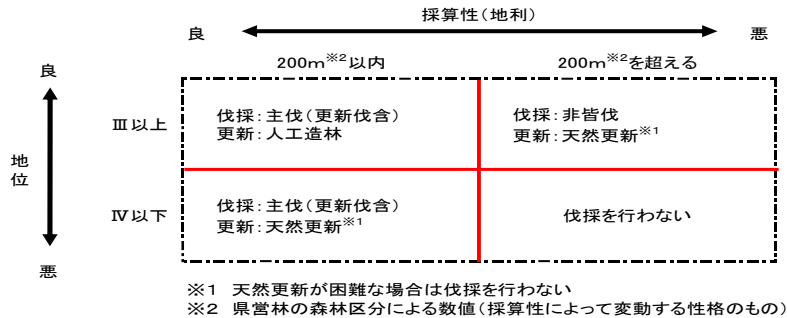 採算性(地利)
良 悪
200m※2以内 200m※2を超える
良
地位
悪
Ⅲ以上
伐採:主伐(更新伐含)
更新:人工造林
伐採:非皆伐
更新:天然更新※1
Ⅳ以下
伐採:主伐(更新伐含)
更新:天然更新※1
伐採を行わない
※1 天然更新が困難な場合は伐採を行わない
※2 県営林の森林区分による数値(採算性によって変動する性格のもの)